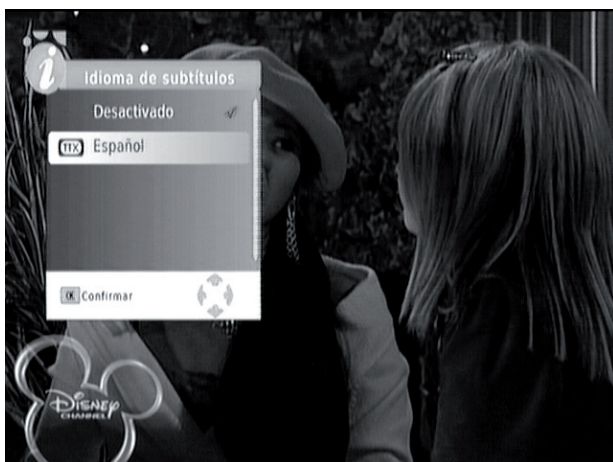 i
Idioma de subtítulos
Desactivado
TTX Español
OK Confirmar
DISNEY
CHANNEL